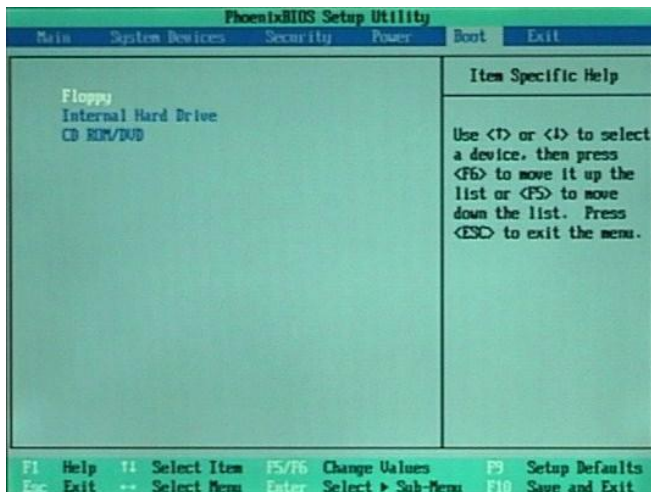 PhoenixBIOS Setup Utility
Main System Devices Security Power Boot Exit
Item Specific Help
Floppy
Internal Hard Drive
CD ROM/DVD
Use <↑> or <↓> to select
a device, then press
<F6> to move it up the
list or <F5> to move
down the list. Press
<ESC> to exit the menu.
F1 Help ↑↓ Select Item F5/F6 Change Values F9 Setup Defaults
Esc Exit ↔ Select Menu Enter Select ▶ Sub-Menu F10 Save and Exit